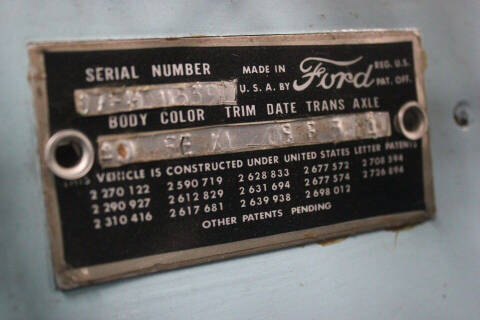 SERIAL NUMBER MADE IN Ford REG. U.S.
U.S.A. BY PAT. OFF.
BODY COLOR TRIM DATE TRANS AXLE
THIS VEHICLE IS CONSTRUCTED UNDER UNITED STATES LETTER PATENTS
2 270 122 2 590 719 2 628 833 2 677 572 2 708 594
2 290 927 2 612 829 2 631 694 2 677 574 2 726 894
2 310 416 2 617 681 2 639 938 2 698 012
OTHER PATENTS PENDING